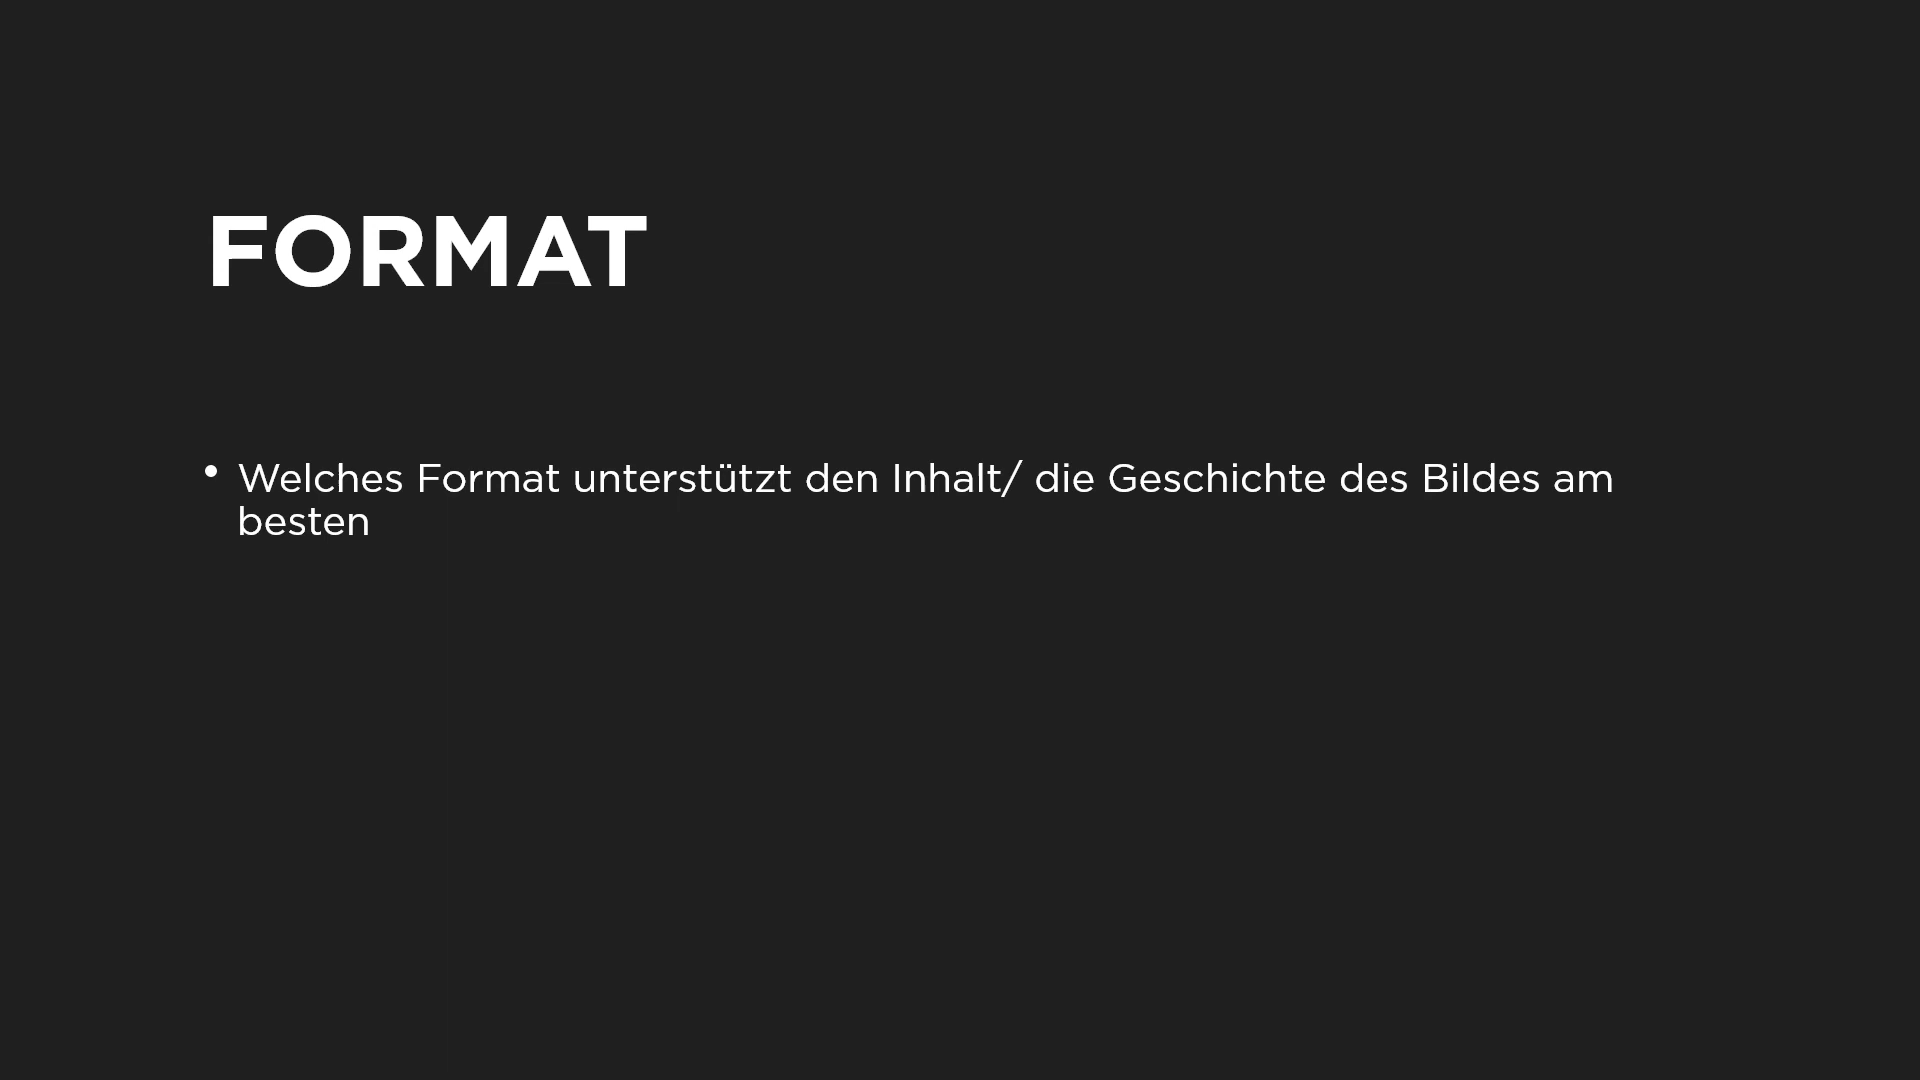 FORMAT
• Welches Format unterstützt den Inhalt/ die Geschichte des Bildes am
besten